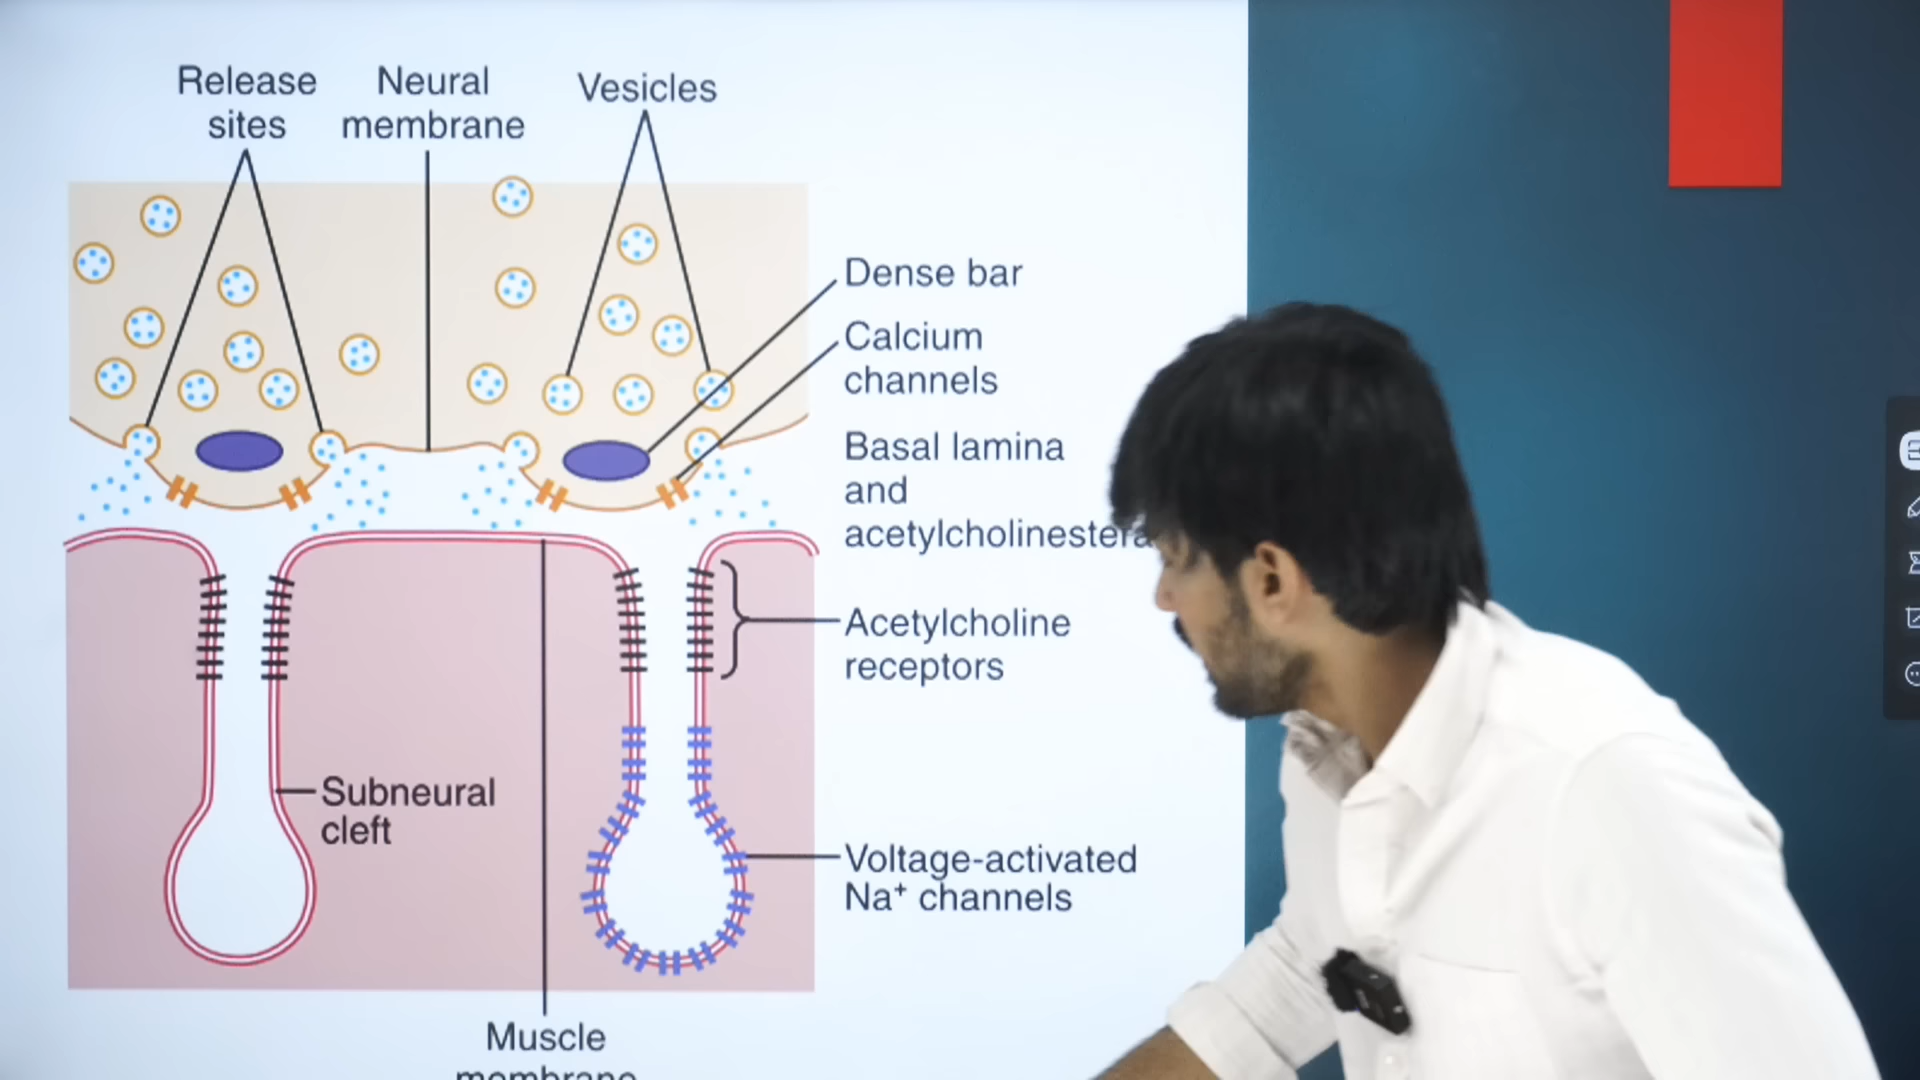 Release
sites
Neural
membrane
Vesicles
Dense bar
Calcium
channels
Basal lamina
and
Acetylcholine
receptors
Subneural
cleft
Voltage-activated
Na⁺ channels
Muscle